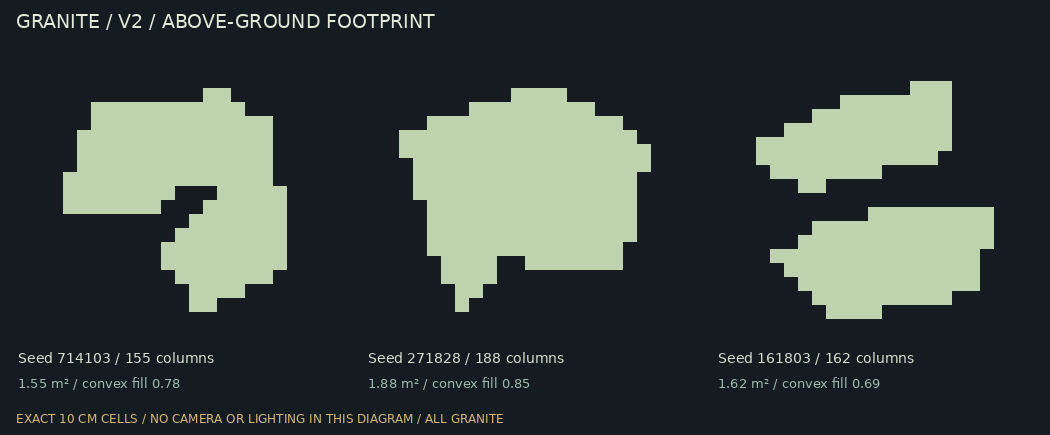 GRANITE / V2 / ABOVE-GROUND FOOTPRINT
Seed 714103 / 155 columns
1.55 m² / convex fill 0.78
Seed 271828 / 188 columns
1.88 m² / convex fill 0.85
Seed 161803 / 162 columns
1.62 m² / convex fill 0.69
EXACT 10 CM CELLS / NO CAMERA OR LIGHTING IN THIS DIAGRAM / ALL GRANITE